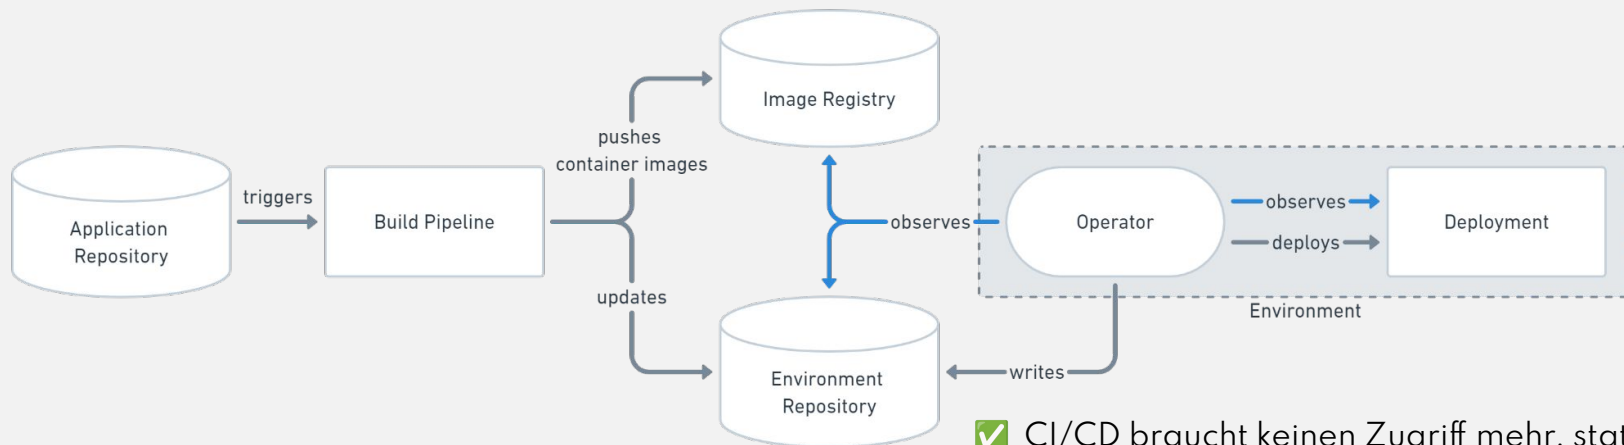 Image Registry
pushes
container images
triggers
Application
Repository
Build Pipeline
observes
Operator
observes
deploys
Deployment
updates
Environment
Environment
Repository
writes
✅ CI/CD braucht keinen Zugriff mehr,